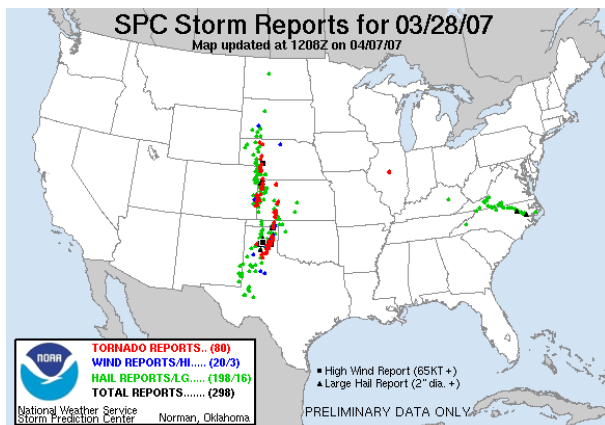 SPC Storm Reports for 03/28/07
Map updated at 1208Z on 04/07/07
NOAA
TORNADO REPORTS.. (80)
WIND REPORTS/HI..... (20/3)
HAIL REPORTS/LG.... (198/16)
TOTAL REPORTS....... (298)
National Weather Service
Storm Prediction Center Norman, Oklahoma
High Wind Report (65KT +)
Large Hail Report (2" dia. +)
PRELIMINARY DATA ONLY